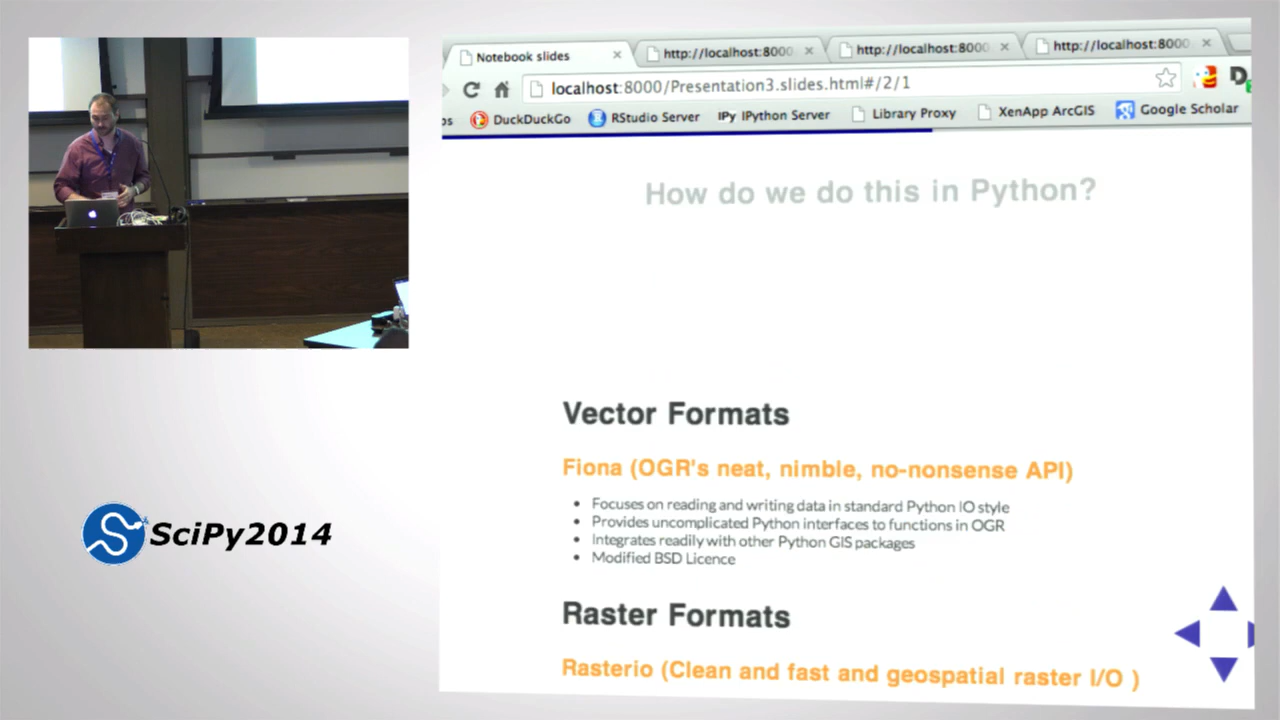 Notebook slides
http://localhost:8000
http://localhost:8000
http://localhost:8000
localhost:8000/Presentation3.slides.html#/2/1
os DuckDuckGo RStudio Server IPy IPython Server Library Proxy XenApp ArcGIS Google Scholar
How do we do this in Python?
Vector Formats
Fiona (OGR's neat, nimble, no-nonsense API)
• Focuses on reading and writing data in standard Python IO style
• Provides uncomplicated Python interfaces to functions in OGR
• Integrates readily with other Python GIS packages
• Modified BSD Licence
Raster Formats
Rasterio (Clean and fast and geospatial raster I/O )
SciPy2014